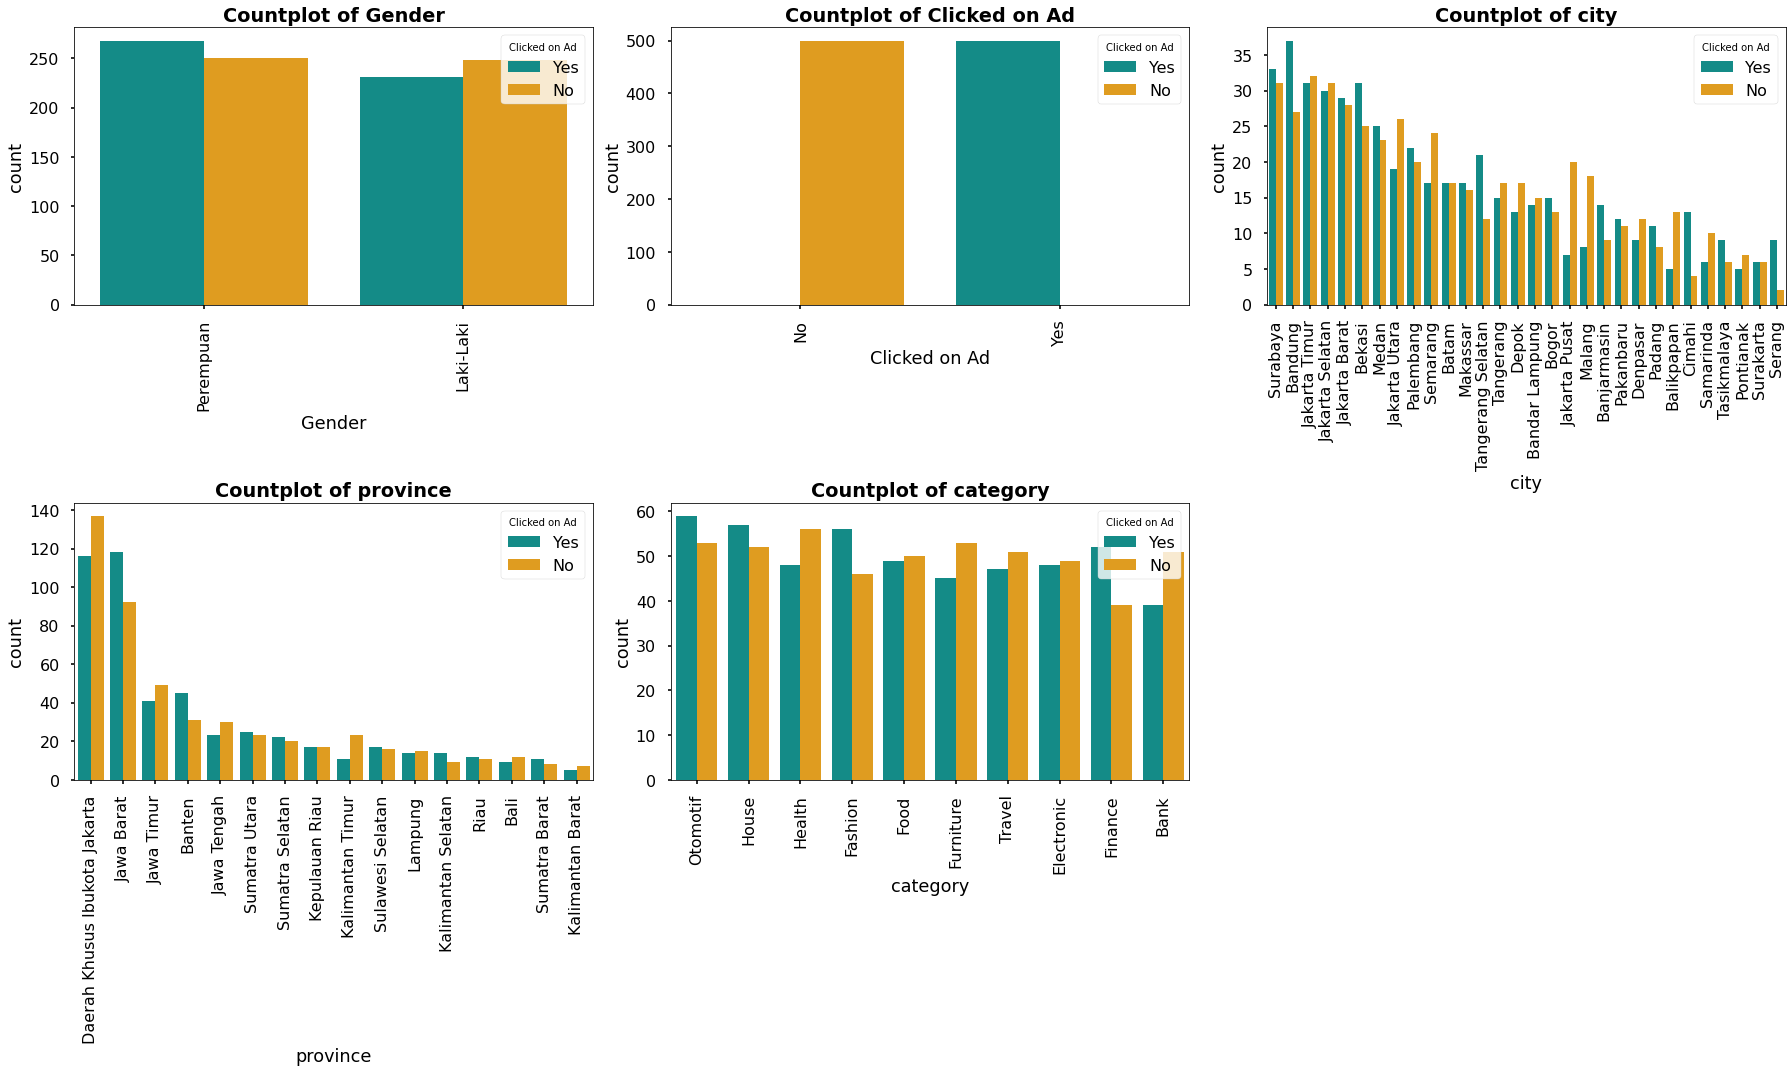 Countplot of Gender
count
250
200
150
100
50
0
Clicked on Ad
Yes
No
Perempuan
Laki-Laki
Gender
Countplot of Clicked on Ad
count
500
400
300
200
100
0
Clicked on Ad
Yes
No
No
Yes
Clicked on Ad
Countplot of city
count
35
30
25
20
15
10
5
0
Clicked on Ad
Yes
No
Surabaya
Bandung
Jakarta Timur
Jakarta Selatan
Jakarta Barat
Bekasi
Medan
Jakarta Utara
Palembang
Semarang
Batam
Makassar
Tangerang Selatan
Tangerang
Depok
Bandar Lampung
Bogor
Jakarta Pusat
Malang
Banjarmasin
Pakanbaru
Denpasar
Padang
Balikpapan
Cimahi
Samarinda
Tasikmalaya
Pontianak
Surakarta
Serang
city
Countplot of province
count
140
120
100
80
60
40
20
0
Clicked on Ad
Yes
No
Daerah Khusus Ibukota Jakarta
Jawa Barat
Jawa Timur
Banten
Jawa Tengah
Sumatra Utara
Sumatra Selatan
Kepulauan Riau
Kalimantan Timur
Sulawesi Selatan
Lampung
Kalimantan Selatan
Riau
Bali
Sumatra Barat
Kalimantan Barat
province
Countplot of category
count
60
50
40
30
20
10
0
Clicked on Ad
Yes
No
Otomotif
House
Health
Fashion
Food
Furniture
Travel
Electronic
Finance
Bank
category